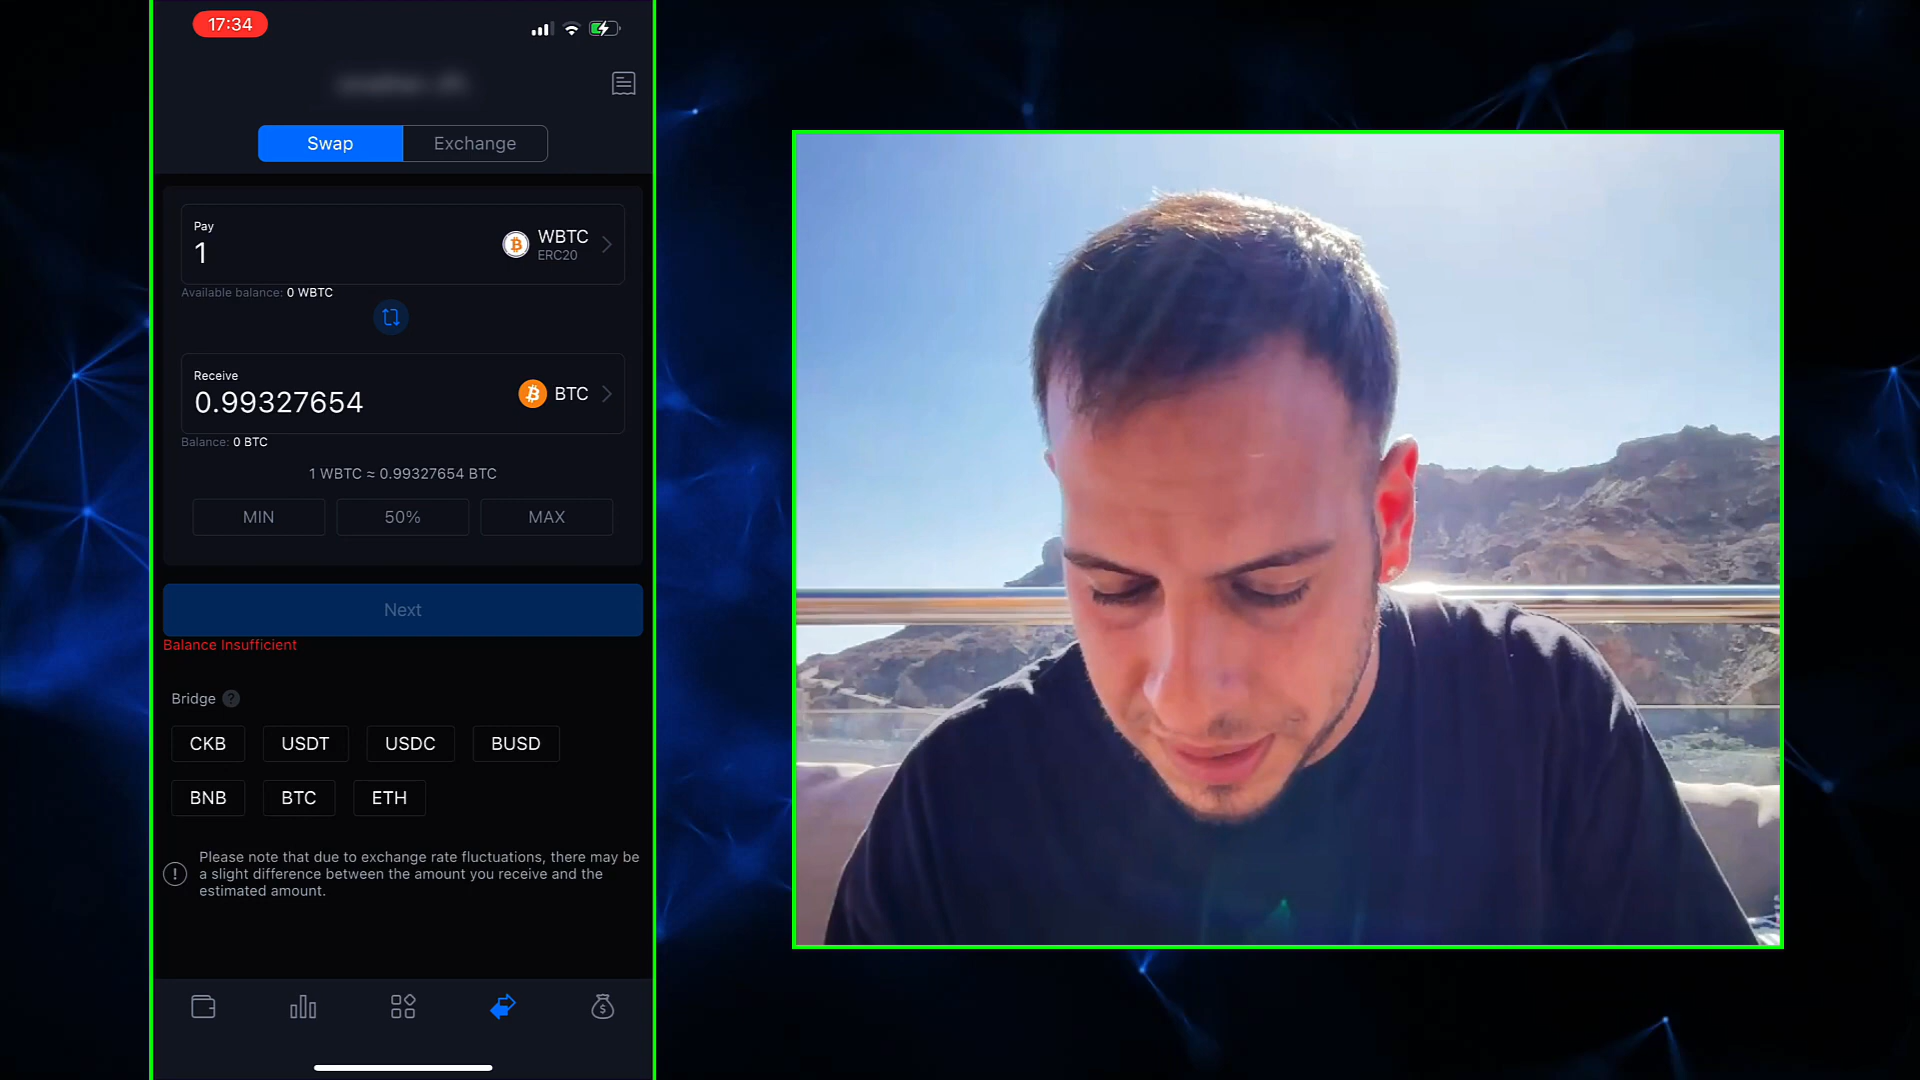 17:34
Swap
Exchange
Pay
1
WBTC
ERC20
Available balance: 0 WBTC
Receive
0.99327654
BTC
Balance: 0 BTC
1 WBTC ≈ 0.99327654 BTC
MIN
50%
MAX
Next
Balance Insufficient
Bridge ?
CKB
USDT
USDC
BUSD
BNB
BTC
ETH
Please note that due to exchange rate fluctuations, there may be
a slight difference between the amount you receive and the
estimated amount.